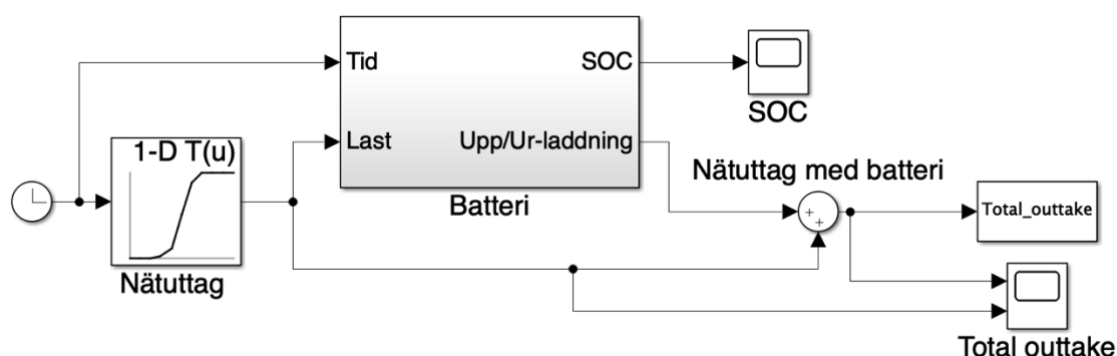 Tid
SOC
SOC
1-D T(u)
Last
Upp/Ur-laddning
Nätuttag med batteri
Batteri
Total_outtake
Nätuttag
Total outtake